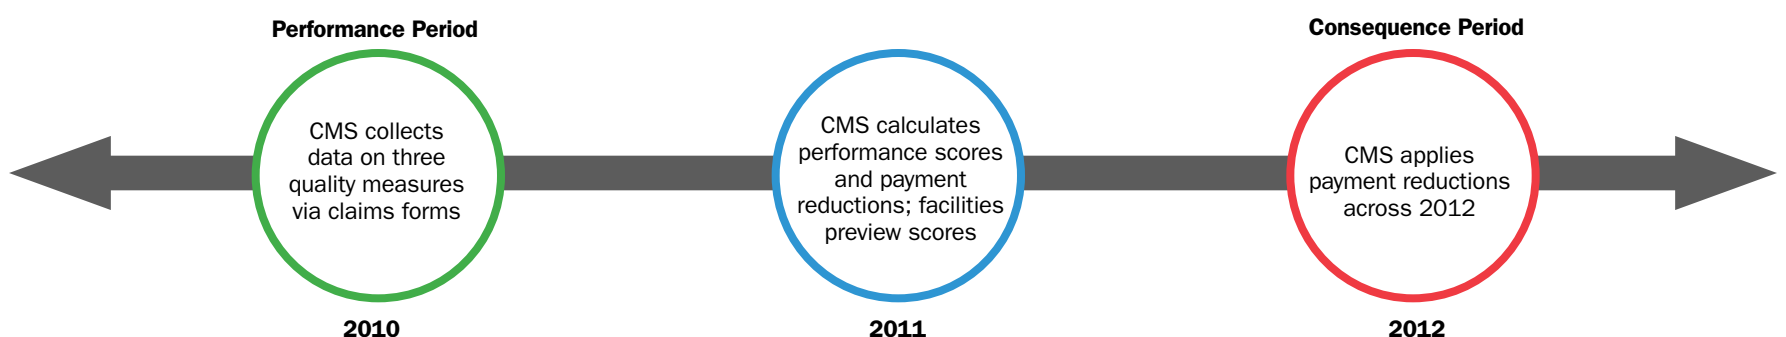 Performance Period
CMS collects
data on three
quality measures
via claims forms
2010
CMS calculates
performance scores
and payment
reductions; facilities
preview scores
2011
Consequence Period
CMS applies
payment reductions
across 2012
2012